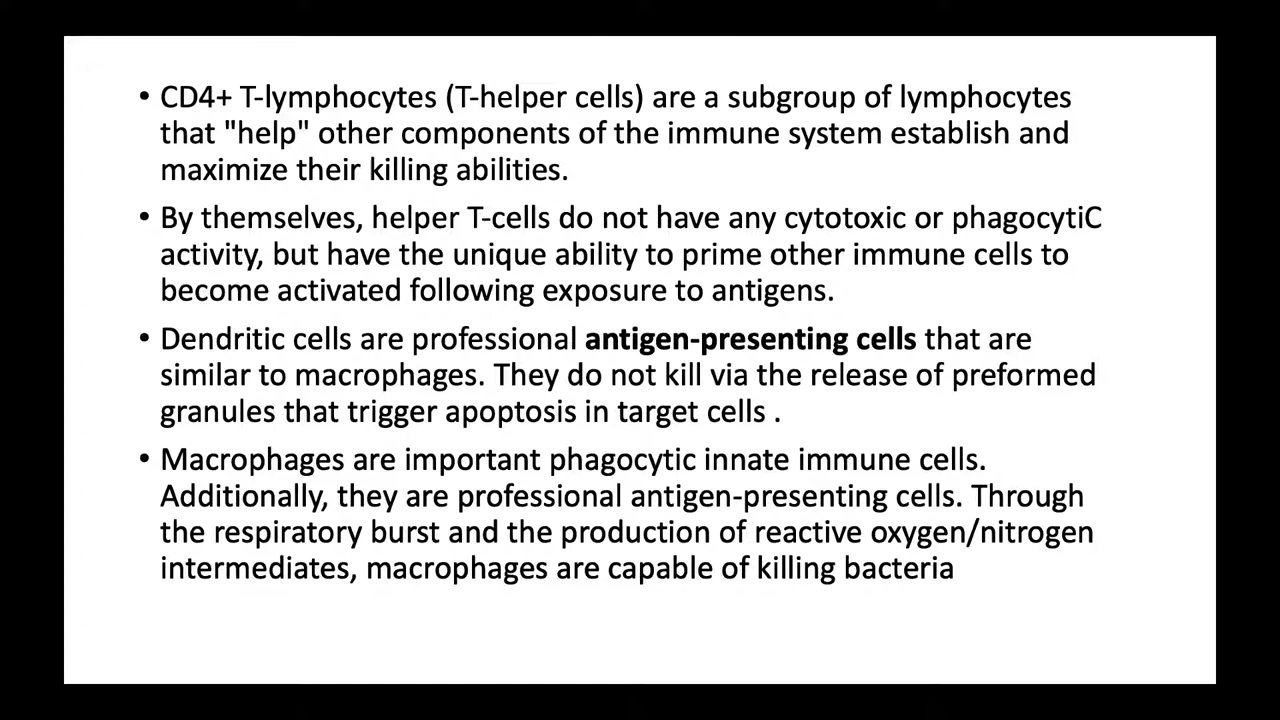 • CD4+ T-lymphocytes (T-helper cells) are a subgroup of lymphocytes
that "help" other components of the immune system establish and
maximize their killing abilities.
• By themselves, helper T-cells do not have any cytotoxic or phagocytiC
activity, but have the unique ability to prime other immune cells to
become activated following exposure to antigens.
• Dendritic cells are professional antigen-presenting cells that are
similar to macrophages. They do not kill via the release of preformed
granules that trigger apoptosis in target cells .
• Macrophages are important phagocytic innate immune cells.
Additionally, they are professional antigen-presenting cells. Through
the respiratory burst and the production of reactive oxygen/nitrogen
intermediates, macrophages are capable of killing bacteria